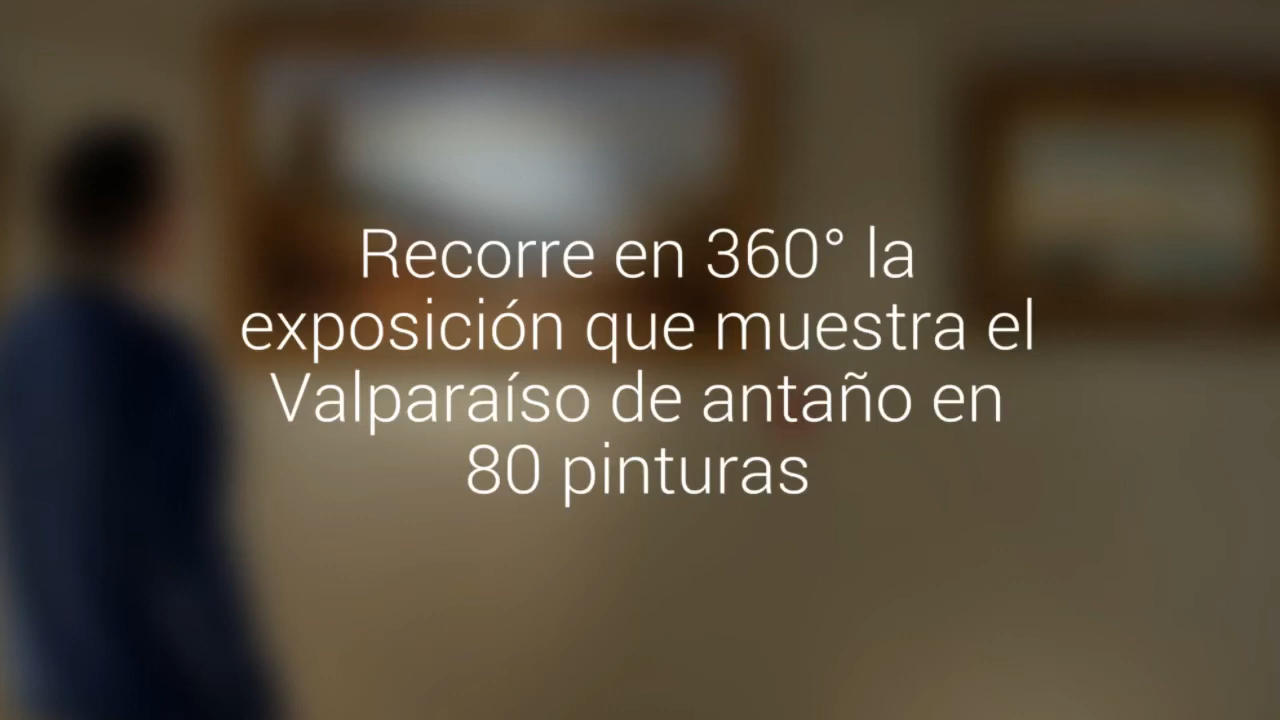 Recorre en 360° la
exposición que muestra el
Valparaíso de antaño en
80 pinturas